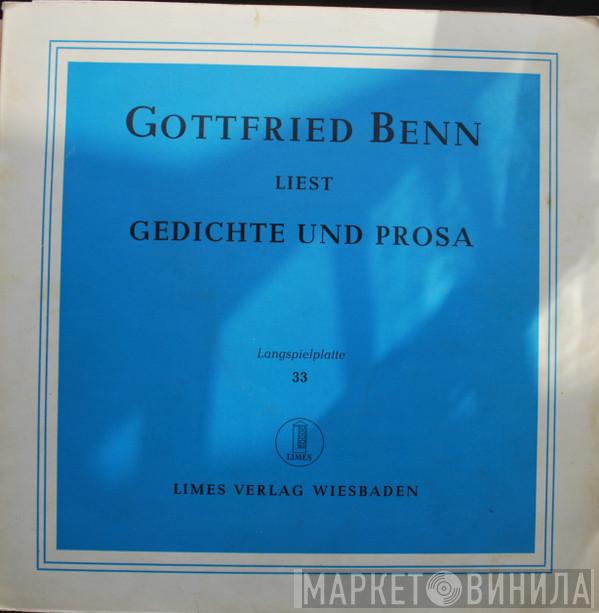 GOTTFRIED BENN
LIEST
GEDICHTE UND PROSA
Langspielplatte
33
LIMES
LIMES VERLAG WIESBADEN
МАРКЕТ ВИНИЛА